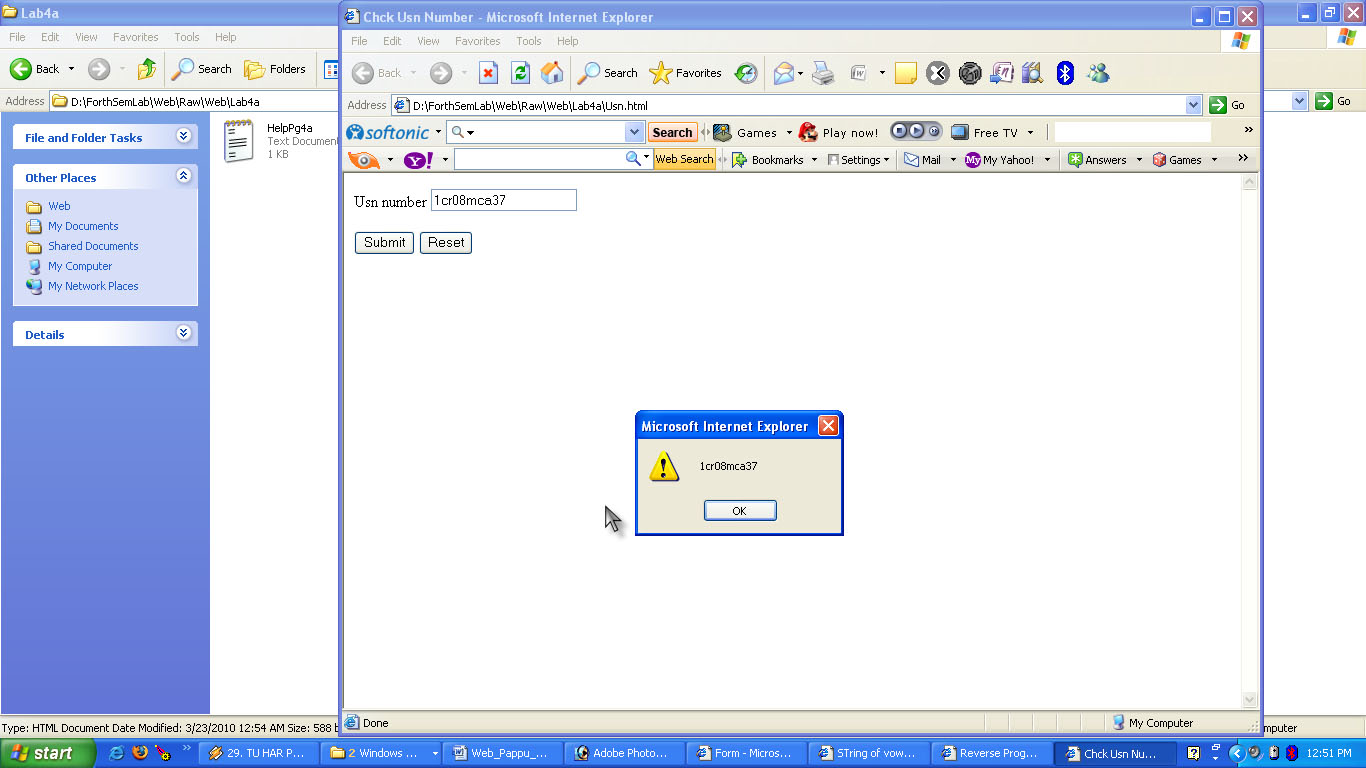 Lab4a
File Edit View Favorites Tools Help
Back Search Folders
Address D:\ForthSemLab\Web\Raw\Web\Lab4a
File and Folder Tasks
Other Places
Web
My Documents
Shared Documents
My Computer
My Network Places
Details
HelpPg4a
Text Documen
1 KB
Type: HTML Document Date Modified: 3/23/2010 12:54 AM Size: 588 b
Chck Usn Number - Microsoft Internet Explorer
File Edit View Favorites Tools Help
Back Search Favorites
Address D:\ForthSemLab\Web\Raw\Web\Lab4a\Usn.html Go
Go
softonic Search Games Play now! Free TV »
Y! Web Search Bookmarks Settings Mail My Yahoo! Answers Games »
Usn number 1cr08mca37
Submit Reset
Microsoft Internet Explorer
1cr08mca37
OK
Done My Computer
mputer
start » 29. TU HAR P... 2 Windows ... Web_Pappu_... Adobe Photo... Form - Micros... STring of vow... Reverse Prog... Chck Usn Nu... 12:51 PM